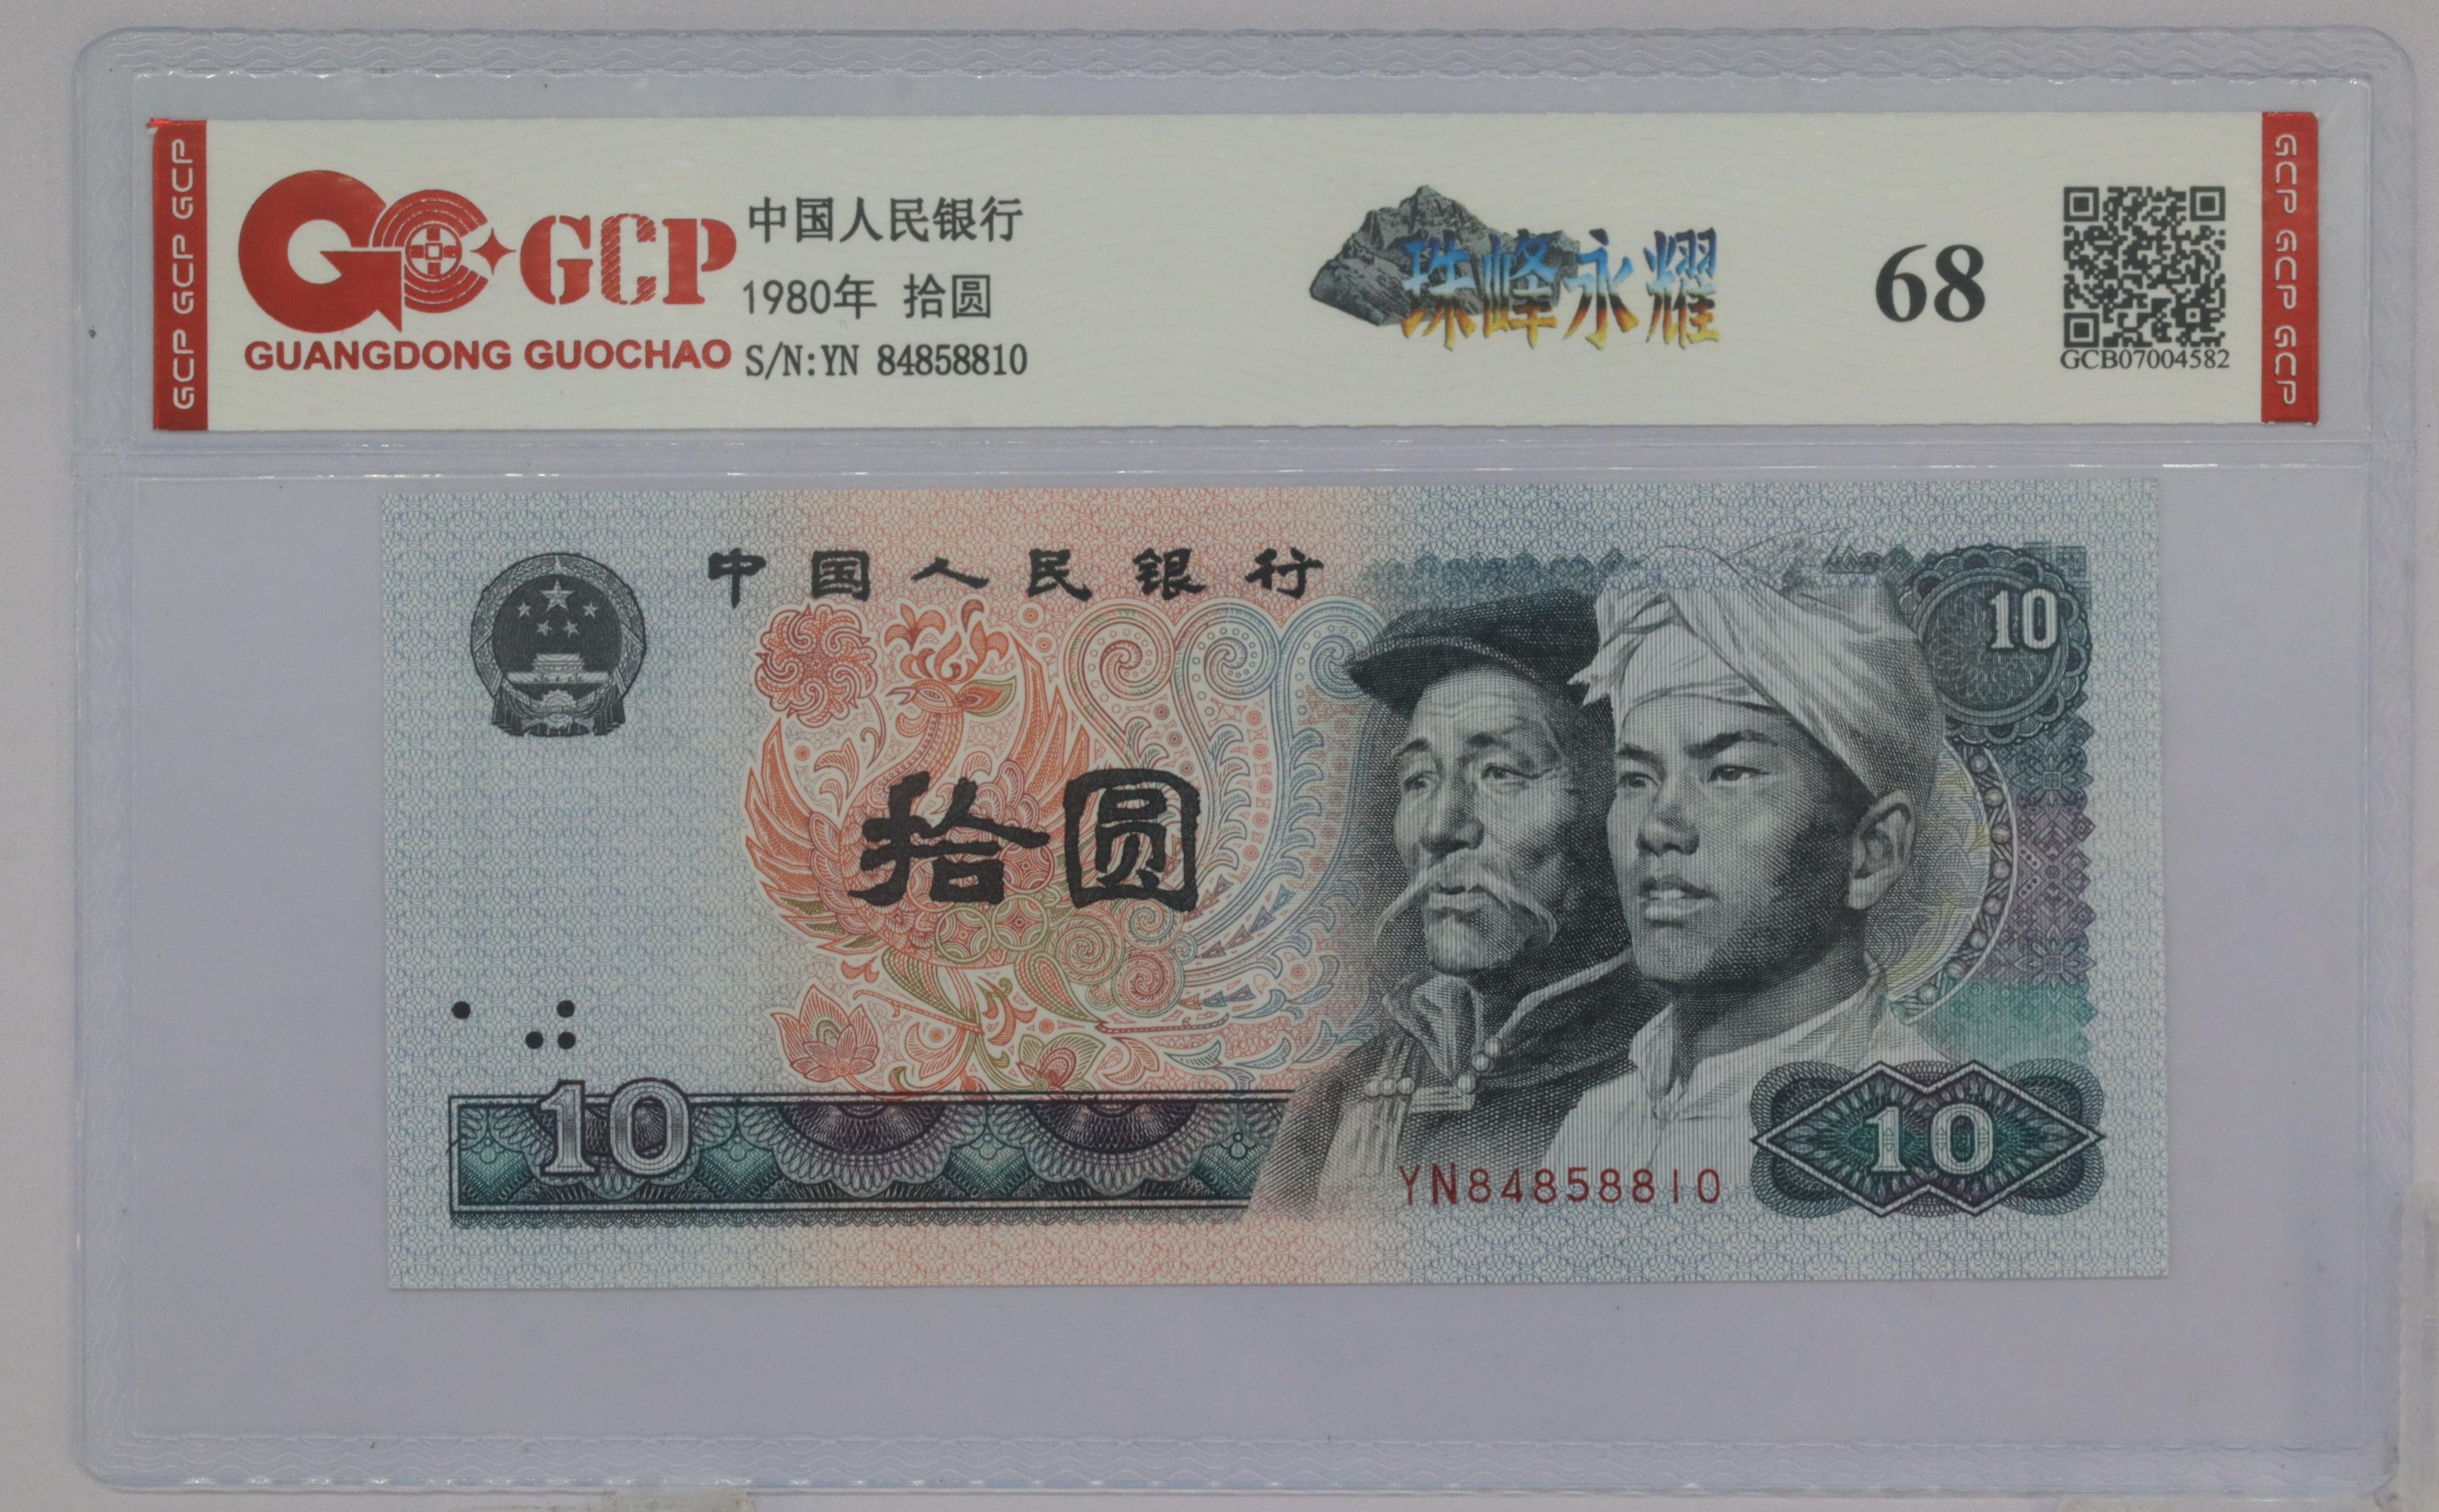 GCP GCP GCP
GCP
GUANGDONG GUOCHAO
中国人民银行
1980年 拾圆
S/N:YN 84858810
珠峰永耀
68
GCB07004582
GCP GCP GCP
中国人民银行
10
拾圆
10
YN84858810
10